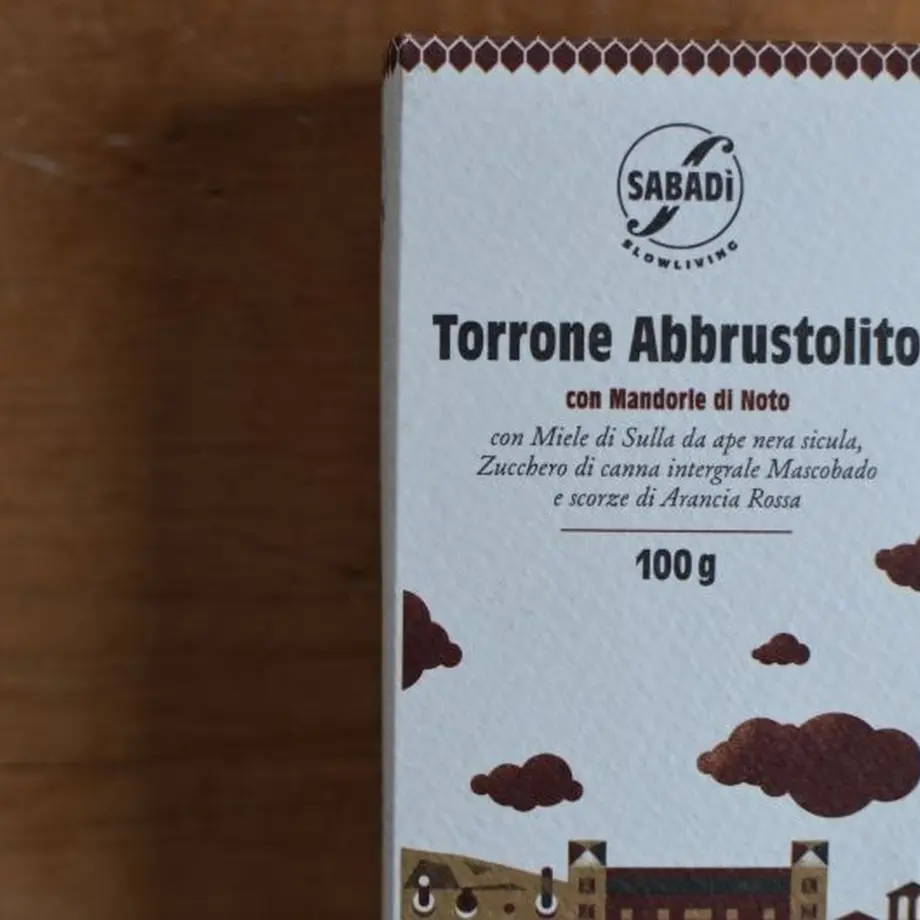 SABADÌ
SLOWLIVING
Torrone Abbrustolito
con Mandorle di Noto
con Miele di Sulla da ape nera sicula,
Zucchero di canna intergrale Mascobado
e scorze di Arancia Rossa
100 g